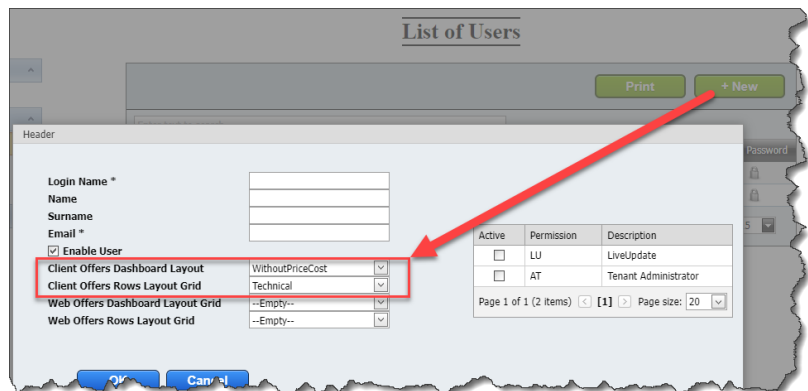 List of Users
Print
+ New
Password
Header
Login Name *
Name
Surname
Email *
Enable User
Client Offers Dashboard Layout WithoutPriceCost
Client Offers Rows Layout Grid Technical
Web Offers Dashboard Layout Grid --Empty--
Web Offers Rows Layout Grid --Empty--
Active Permission Description
LU LiveUpdate
AT Tenant Administrator
Page 1 of 1 (2 items) [1] Page size: 20
5
OK Cancel